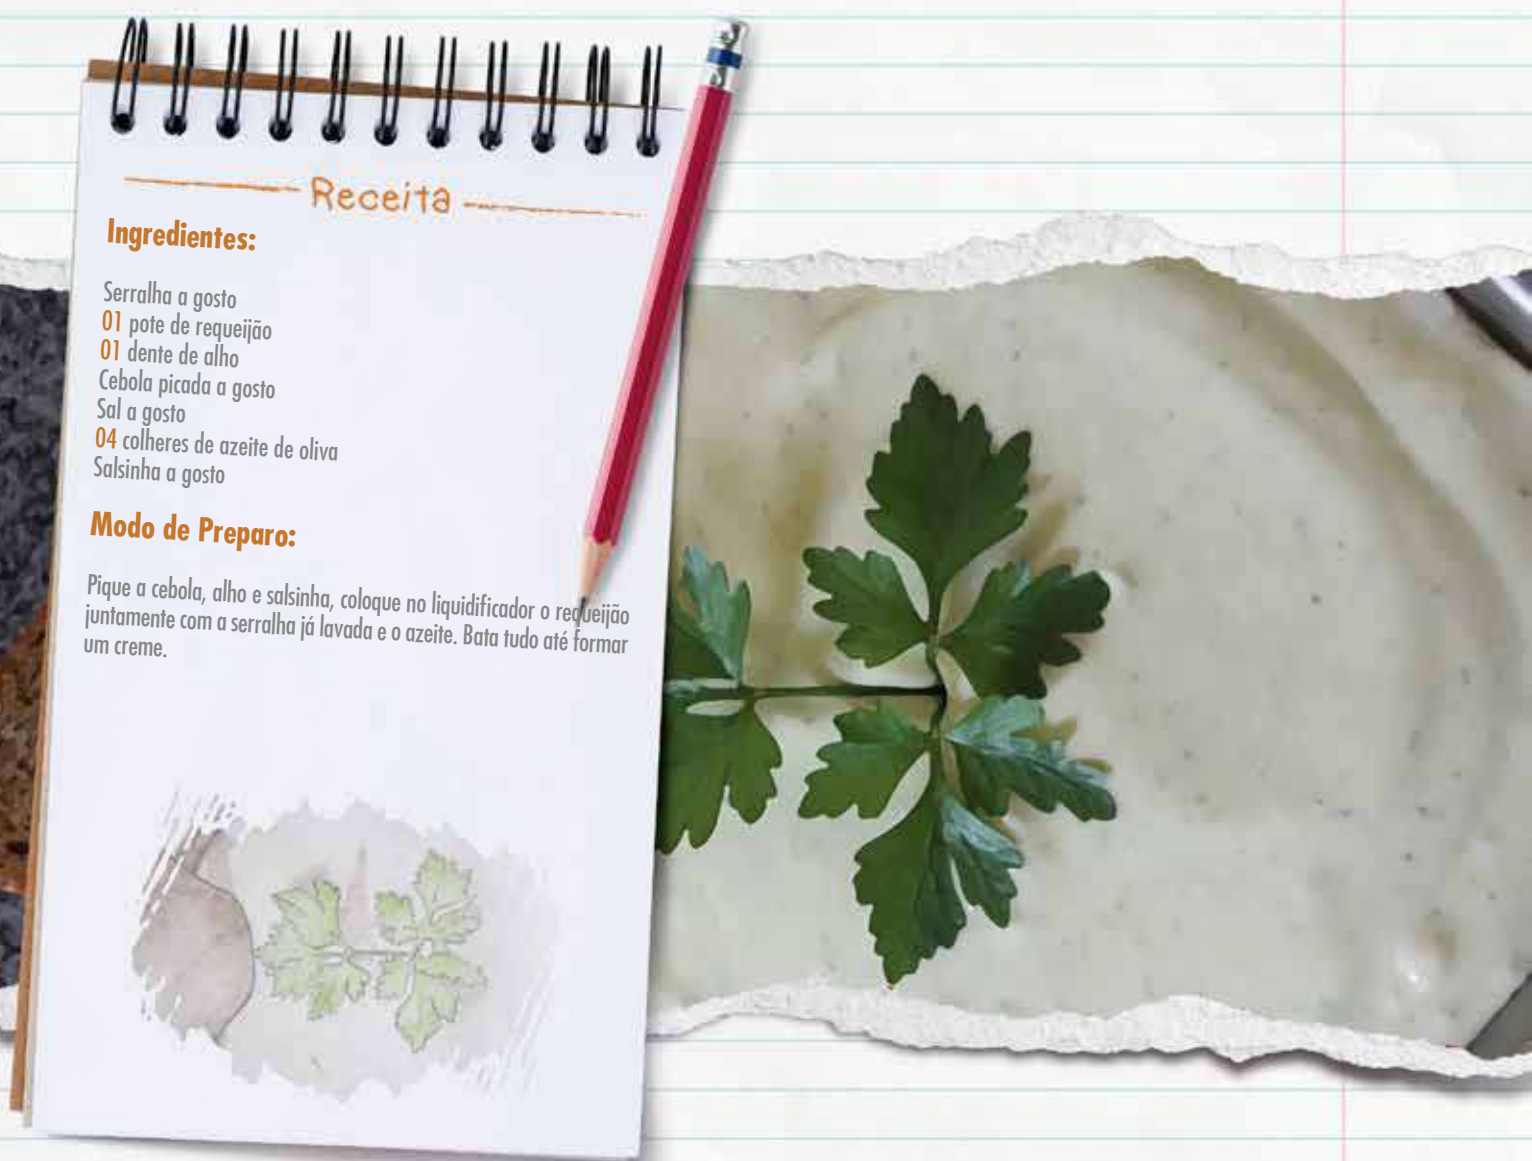 Receita
Ingredientes:
Serralha a gosto
01 pote de requeijão
01 dente de alho
Cebola picada a gosto
Sal a gosto
04 colheres de azeite de oliva
Salsinha a gosto
Modo de Preparo:
Pique a cebola, alho e salsinha, coloque no liquidificador o requeijão
juntamente com a serralha já lavada e o azeite. Bata tudo até formar
um creme.